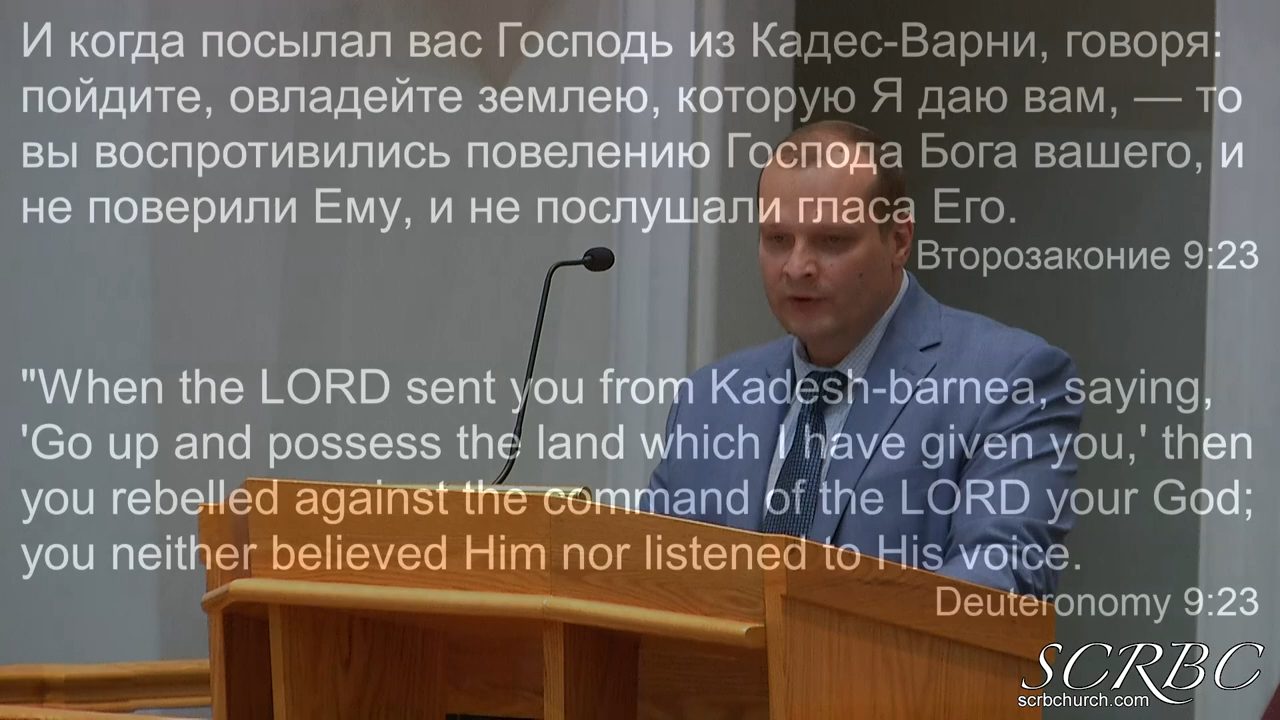 И когда посылал вас Господь из Кадес-Варни, говоря:
пойдите, овладейте землею, которую Я даю вам, — то
вы воспротивились повелению Господа Бога вашего, и
не поверили Ему, и не послушали гласа Его.
Второзаконие 9:23
"When the LORD sent you from Kadesh-barnea, saying,
'Go up and possess the land which I have given you,' then
you rebelled against the command of the LORD your God;
you neither believed Him nor listened to His voice.
Deuteronomy 9:23
SCRBC
scrbchurch.com